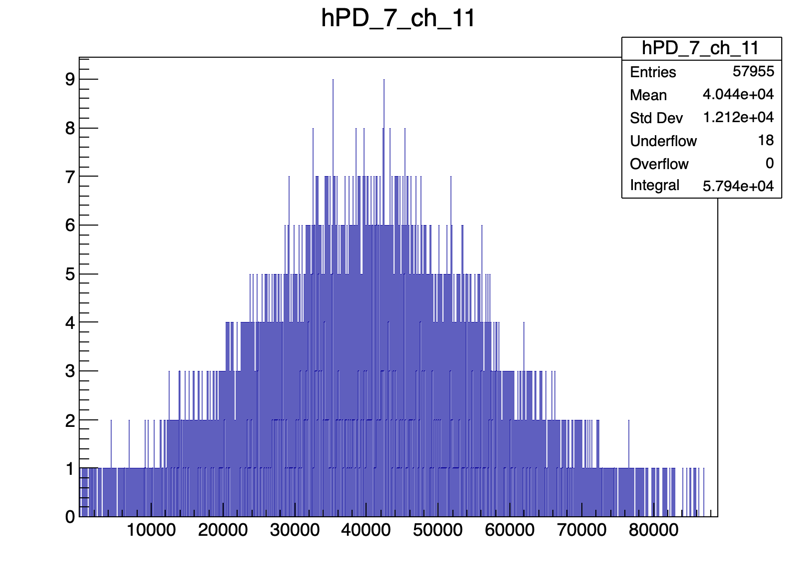 hPD_7_ch_11
hPD_7_ch_11
Entries 57955
Mean 4.044e+04
Std Dev 1.212e+04
Underflow 18
Overflow 0
Integral 5.794e+04
9
8
7
6
5
4
3
2
1
0
10000 20000 30000 40000 50000 60000 70000 80000